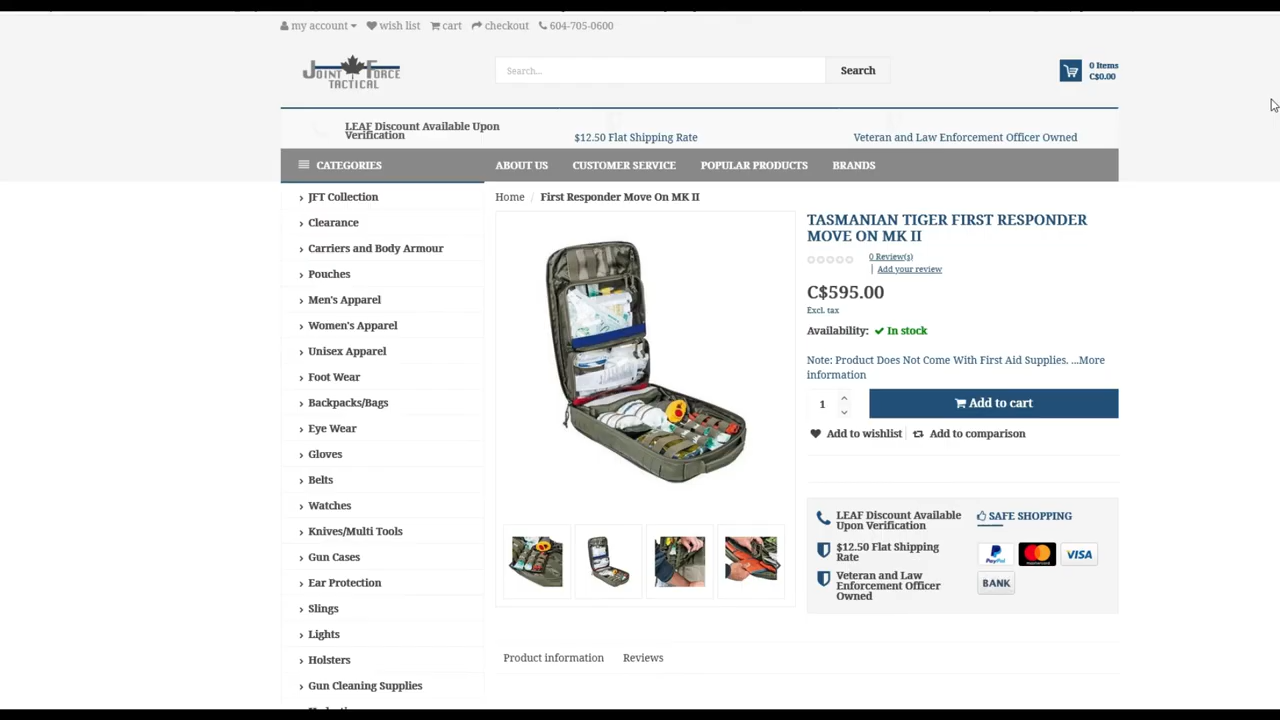 my account
wish list
cart
checkout
604-705-0600
JOINT FORCE
TACTICAL
Search...
Search
0 Items
C$0.00
LEAF Discount Available Upon
Verification
$12.50 Flat Shipping Rate
Veteran and Law Enforcement Officer Owned
CATEGORIES
ABOUT US
CUSTOMER SERVICE
POPULAR PRODUCTS
BRANDS
JFT Collection
Clearance
Carriers and Body Armour
Pouches
Men's Apparel
Women's Apparel
Unisex Apparel
Foot Wear
Backpacks/Bags
Eye Wear
Gloves
Belts
Watches
Knives/Multi Tools
Gun Cases
Ear Protection
Slings
Lights
Holsters
Gun Cleaning Supplies
Home / First Responder Move On MK II
TASMANIAN TIGER FIRST RESPONDER
MOVE ON MK II
0 Review(s)
| Add your review
C$595.00
Excl. tax
Availability: In stock
Note: Product Does Not Come With First Aid Supplies. ...More
information
1
Add to cart
Add to wishlist
Add to comparison
LEAF Discount Available
Upon Verification
$12.50 Flat Shipping
Rate
Veteran and Law
Enforcement Officer
Owned
SAFE SHOPPING
PayPal
MasterCard
VISA
BANK
Product information
Reviews